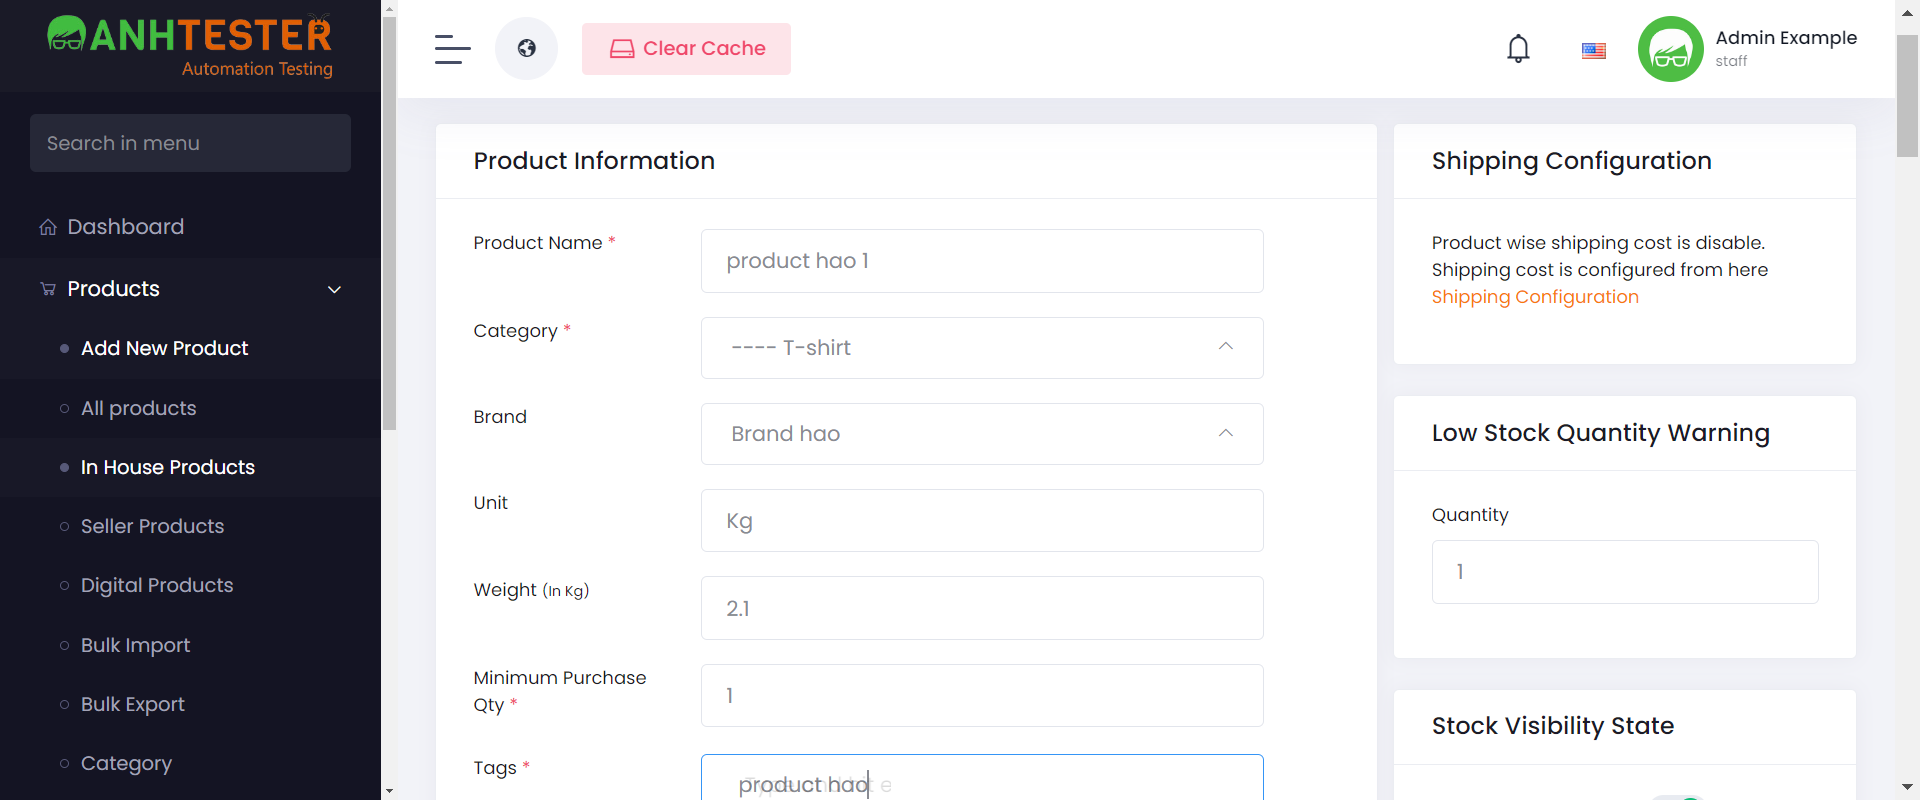 ANHTESTER
Automation Testing
Search in menu
Dashboard
Products
Add New Product
All products
In House Products
Seller Products
Digital Products
Bulk Import
Bulk Export
Category
Clear Cache
Admin Example
staff
Product Information
Product Name *
product hao 1
Category *
---- T-shirt
Brand
Brand hao
Unit
Kg
Weight (In Kg)
2.1
Minimum Purchase
Qty *
1
Tags *
product hao
Shipping Configuration
Product wise shipping cost is disable.
Shipping cost is configured from here
Shipping Configuration
Low Stock Quantity Warning
Quantity
1
Stock Visibility State